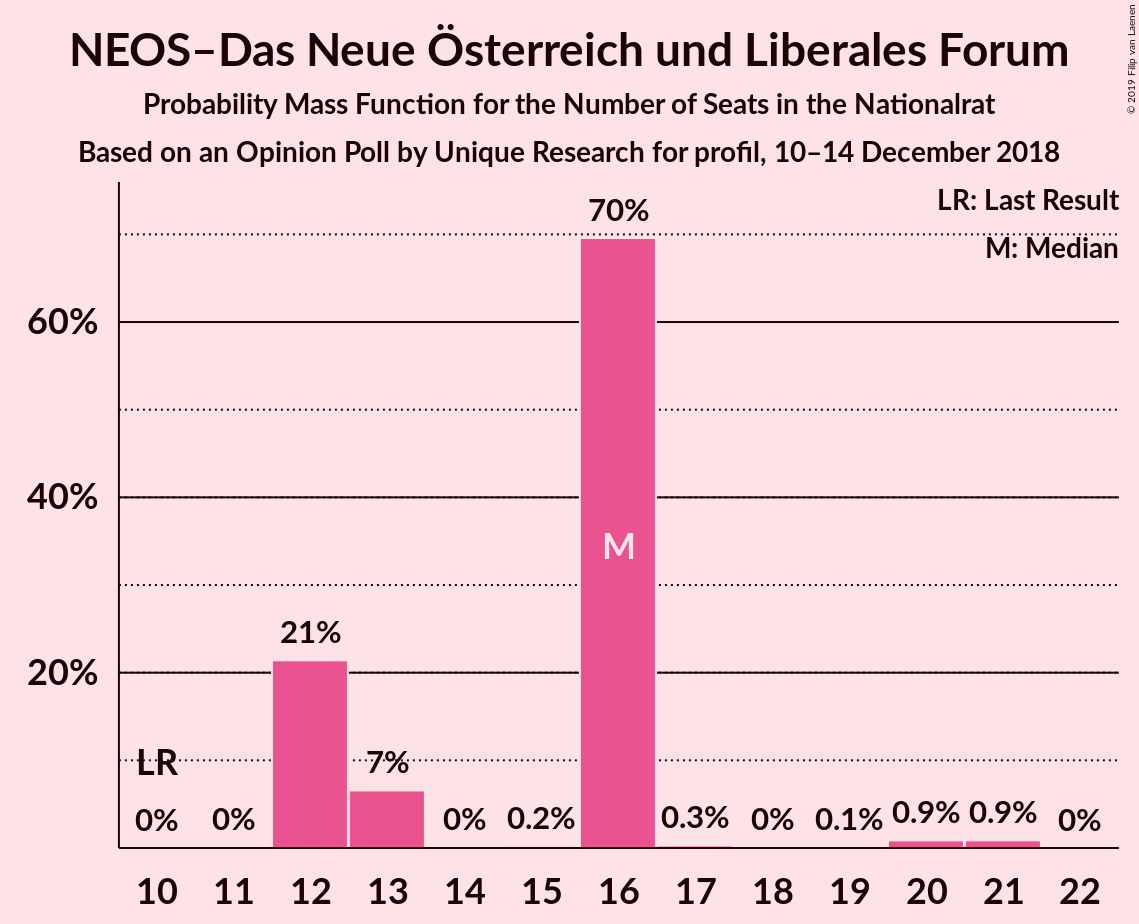 NEOS–Das Neue Österreich und Liberales Forum
Probability Mass Function for the Number of Seats in the Nationalrat
Based on an Opinion Poll by Unique Research for profil, 10–14 December 2018
© 2019 Filip van Laenen
LR: Last Result
M: Median
70%
60%
40%
M
21%
20%
LR
7%
0% 0% 0% 0.2% 0.3% 0% 0.1% 0.9% 0.9% 0%
10 11 12 13 14 15 16 17 18 19 20 21 22